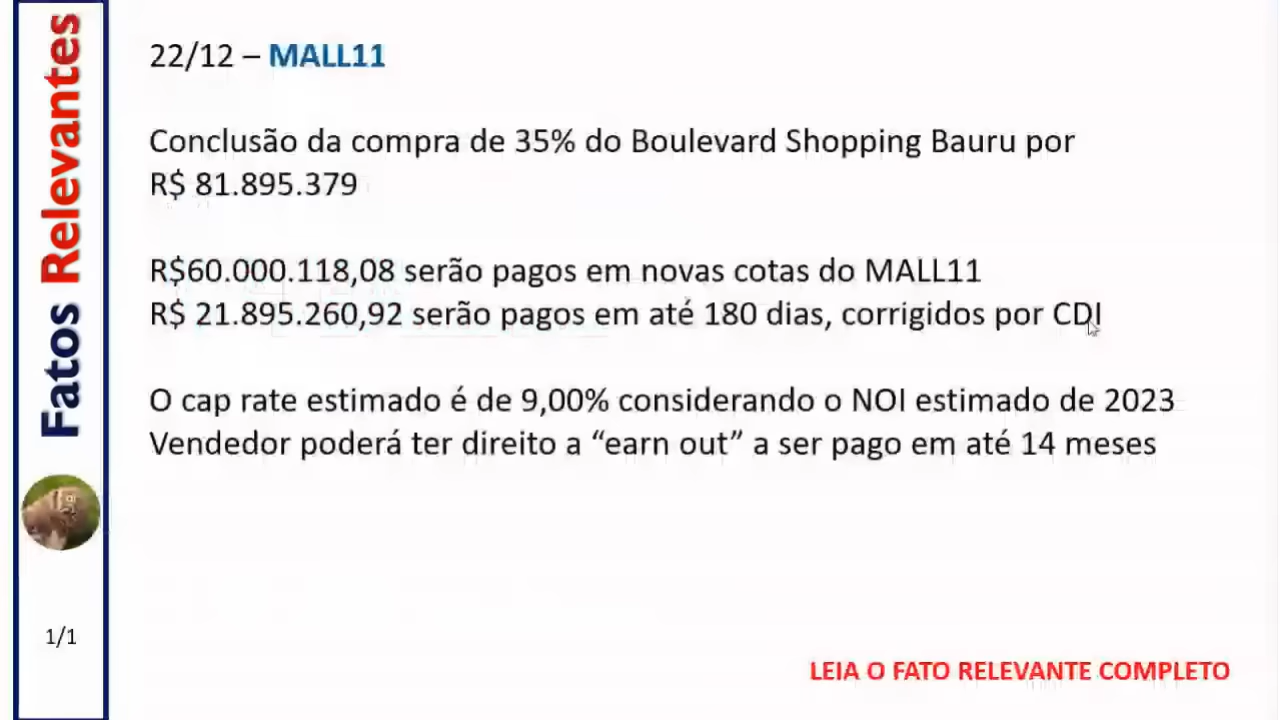 Fatos Relevantes
22/12 – MALL11
Conclusão da compra de 35% do Boulevard Shopping Bauru por
R$ 81.895.379
R$60.000.118,08 serão pagos em novas cotas do MALL11
R$ 21.895.260,92 serão pagos em até 180 dias, corrigidos por CDI
O cap rate estimado é de 9,00% considerando o NOI estimado de 2023
Vendedor poderá ter direito a “earn out” a ser pago em até 14 meses
1/1
LEIA O FATO RELEVANTE COMPLETO